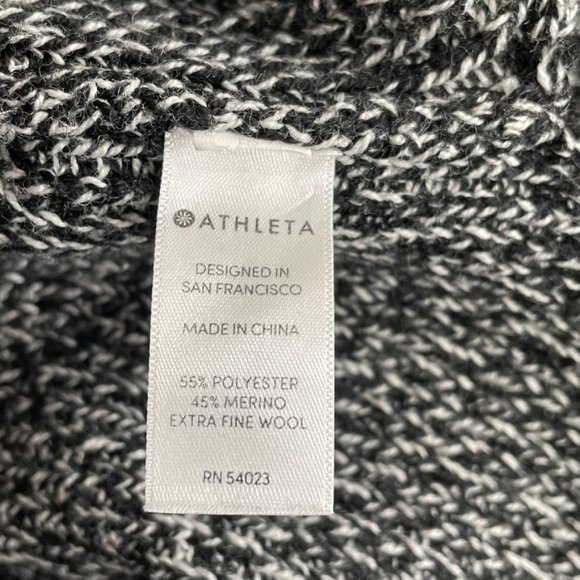 ATHLETA
DESIGNED IN
SAN FRANCISCO
MADE IN CHINA
55% POLYESTER
45% MERINO
EXTRA FINE WOOL
RN 54023